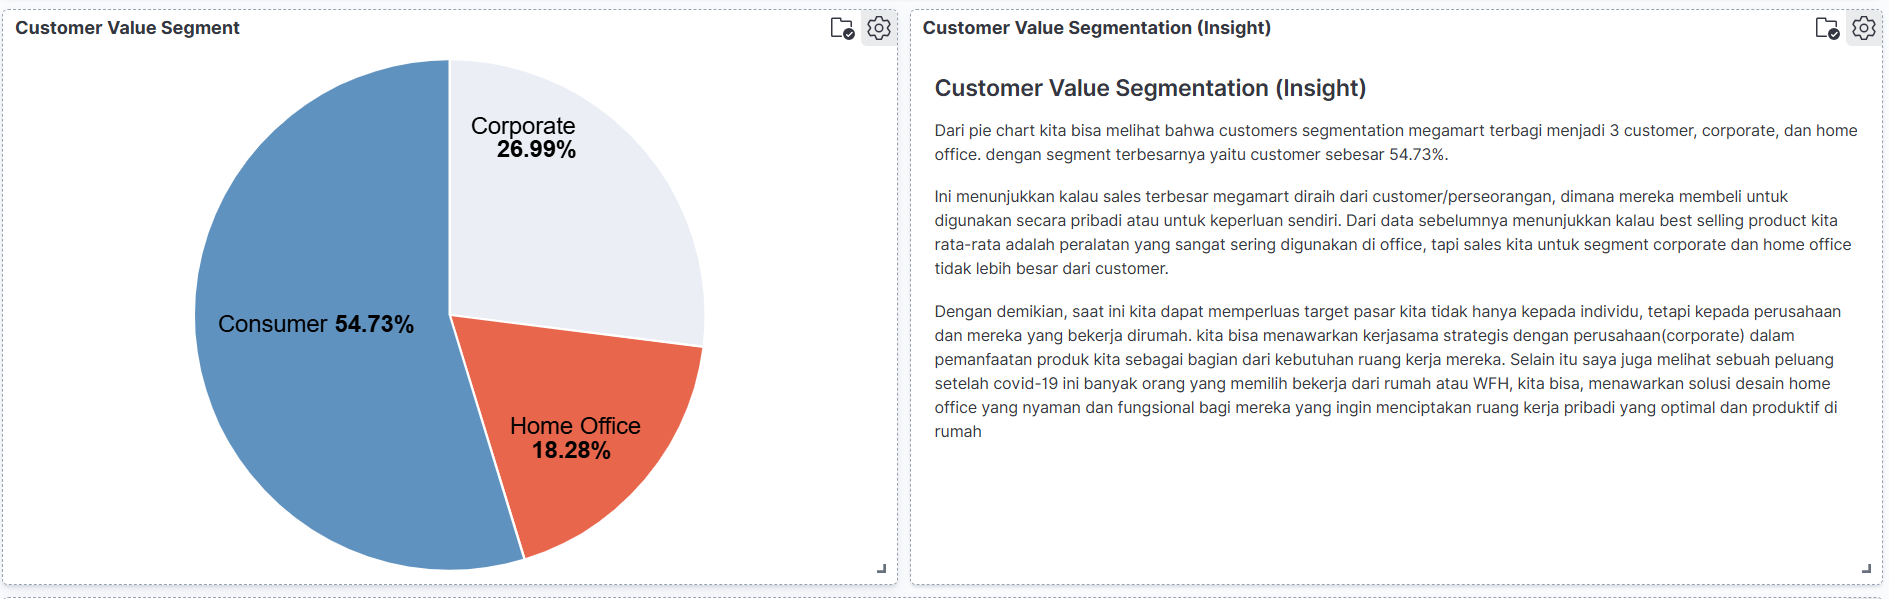 Customer Value Segment
Corporate
26.99%
Consumer 54.73%
Home Office
18.28%
Customer Value Segmentation (Insight)
Customer Value Segmentation (Insight)
Dari pie chart kita bisa melihat bahwa customers segmentation megamart terbagi menjadi 3 customer, corporate, dan home
office. dengan segment terbesarnya yaitu customer sebesar 54.73%.
Ini menunjukkan kalau sales terbesar megamart diraih dari customer/perseorangan, dimana mereka membeli untuk
digunakan secara pribadi atau untuk keperluan sendiri. Dari data sebelumnya menunjukkan kalau best selling product kita
rata-rata adalah peralatan yang sangat sering digunakan di office, tapi sales kita untuk segment corporate dan home office
tidak lebih besar dari customer.
Dengan demikian, saat ini kita dapat memperluas target pasar kita tidak hanya kepada individu, tetapi kepada perusahaan
dan mereka yang bekerja dirumah. kita bisa menawarkan kerjasama strategis dengan perusahaan(corporate) dalam
pemanfaatan produk kita sebagai bagian dari kebutuhan ruang kerja mereka. Selain itu saya juga melihat sebuah peluang
setelah covid-19 ini banyak orang yang memilih bekerja dari rumah atau WFH, kita bisa, menawarkan solusi desain home
office yang nyaman dan fungsional bagi mereka yang ingin menciptakan ruang kerja pribadi yang optimal dan produktif di
rumah